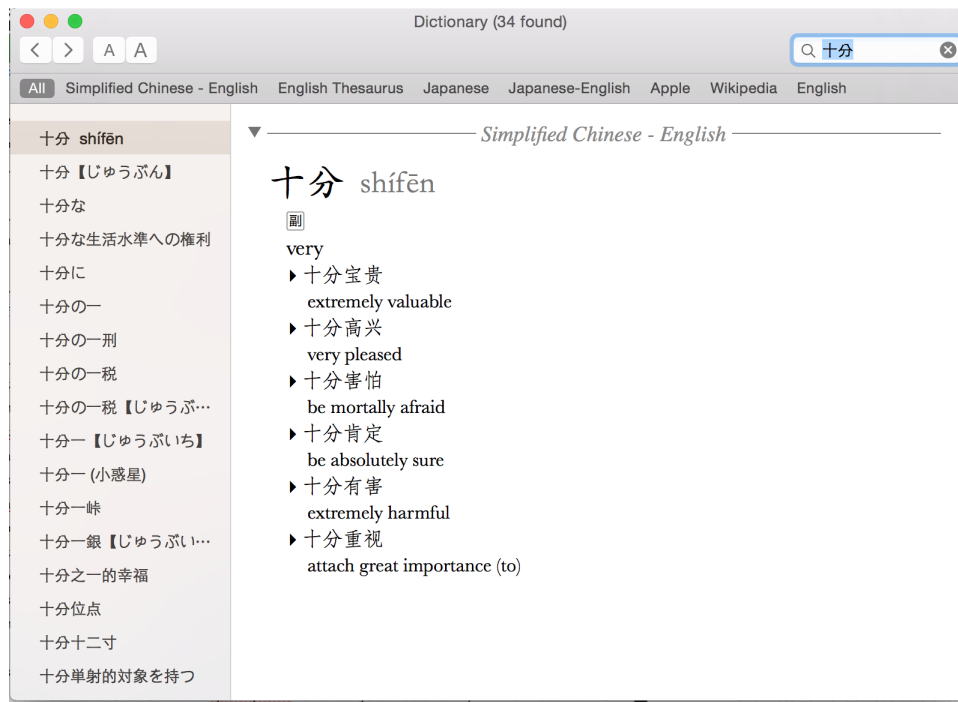 Dictionary (34 found)
A A
十分
All Simplified Chinese - English English Thesaurus Japanese Japanese-English Apple Wikipedia English
十分 shífēn
十分【じゅうぶん】
十分な
十分な生活水準への権利
十分に
十分の一
十分の一刑
十分の一税
十分の一税【じゅうぶ…
十分一【じゅうぶいち】
十分一 (小惑星)
十分一峠
十分一銀【じゅうぶい…
十分之一的幸福
十分位点
十分十二寸
十分単射的対象を持つ
Simplified Chinese - English
十分 shífēn
副
very
十分宝贵
extremely valuable
十分高兴
very pleased
十分害怕
be mortally afraid
十分肯定
be absolutely sure
十分有害
extremely harmful
十分重视
attach great importance (to)